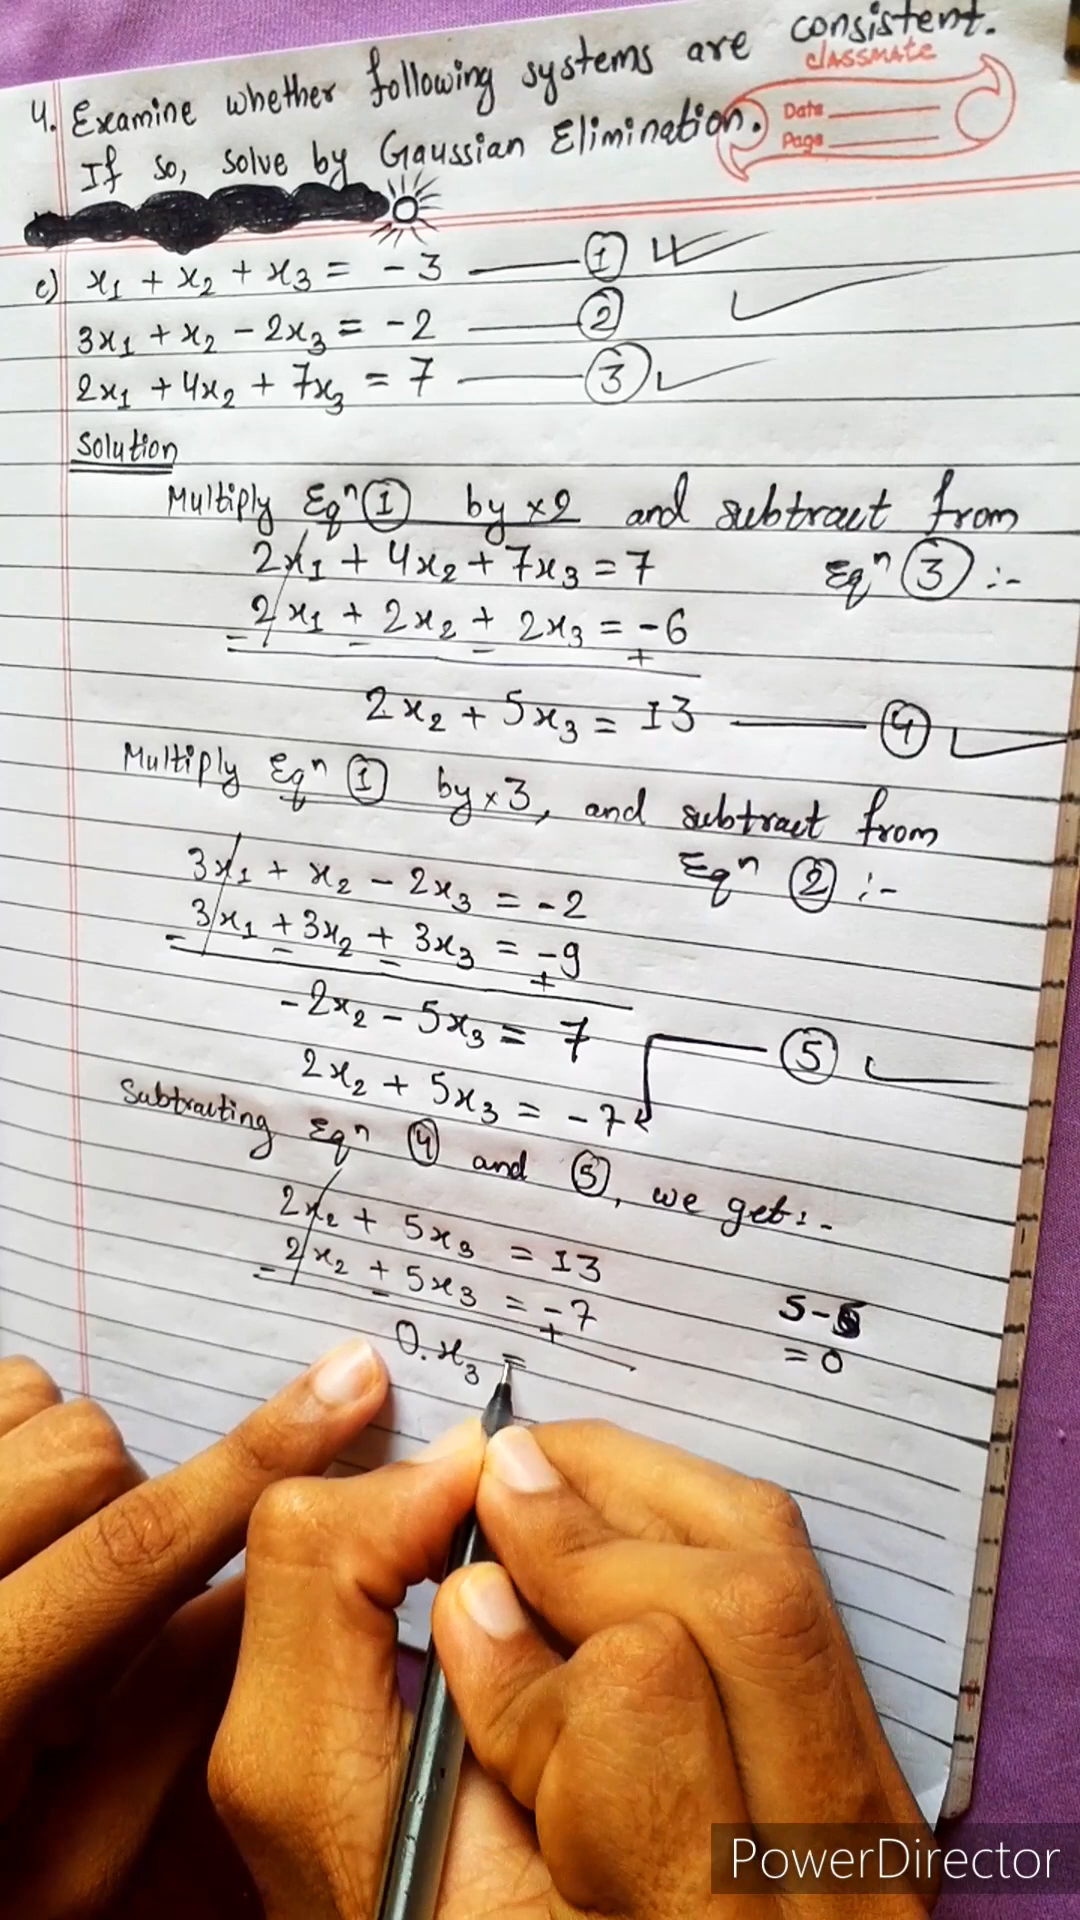 4. Examine whether following systems are consistent.
If so, solve by Gaussian Elimination.
classmate
Date
Page
c) x₁ + x₂ + x₃ = -3 ①
3x₁ + x₂ - 2x₃ = -2 ②
2x₁ + 4x₂ + 7x₃ = 7 ③
Solution
Multiply Eqⁿ ① by ×2 and subtract from
Eqⁿ ③ :-
2x₁ + 4x₂ + 7x₃ = 7
2x₁ + 2x₂ + 2x₃ = -6
- - - +
2x₂ + 5x₃ = 13 ④
Multiply Eqⁿ ① by ×3, and subtract from
Eqⁿ ② :-
3x₁ + x₂ - 2x₃ = -2
3x₁ + 3x₂ + 3x₃ = -9
- - - +
-2x₂ - 5x₃ = 7
2x₂ + 5x₃ = -7 ⑤
Subtracting Eqⁿ ④ and ⑤, we get :-
2x₂ + 5x₃ = 13
2x₂ + 5x₃ = -7
- - +
0.x₃ =
5-5
= 0
PowerDirector